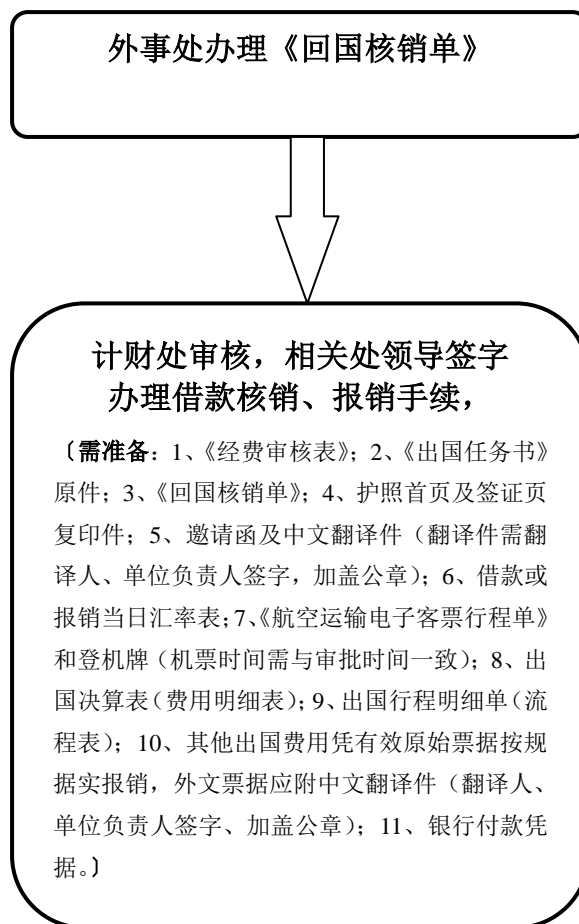 外事处办理《回国核销单》
计财处审核，相关处领导签字
办理借款核销、报销手续，
〔需准备：1、《经费审核表》；2、《出国任务书》
原件；3、《回国核销单》；4、护照首页及签证页
复印件；5、邀请函及中文翻译件（翻译件需翻
译人、单位负责人签字，加盖公章）；6、借款或
报销当日汇率表；7、《航空运输电子客票行程单》
和登机牌（机票时间需与审批时间一致）；8、出
国决算表（费用明细表）；9、出国行程明细单（流
程表）；10、其他出国费用凭有效原始票据按规
据实报销，外文票据应附中文翻译件（翻译人、
单位负责人签字、加盖公章）；11、银行付款凭
据。〕